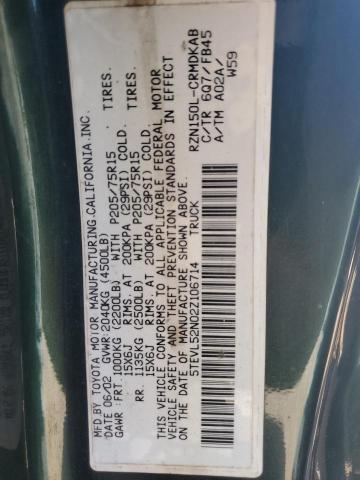 MFD.BY TOYOTA MOTOR MANUFACTURING,CALIFORNIA,INC.
DATE 06/02 GVWR:2040KG (4500LB)
GAWR :FRT.1000KG (2200LB) WITH P205/75R15 TIRES.
15X6J RIMS.AT 200KPA (29PSI) COLD.
RR. 1135KG (2500LB) WITH P205/75R15 TIRES.
15X6J RIMS.AT 200KPA (29PSI) COLD.
THIS VEHICLE CONFORMS TO ALL APPLICABLE FEDERAL MOTOR
VEHICLE SAFETY AND THEFT PREVENTION STANDARDS IN EFFECT
ON THE DATE OF MANUFACTURE SHOWN ABOVE.
5TEVL52N02Z106714 TRUCK
RZN150L-CRMDKAB
C/TR 6Q7/FB45
A/TM A02A/
W59